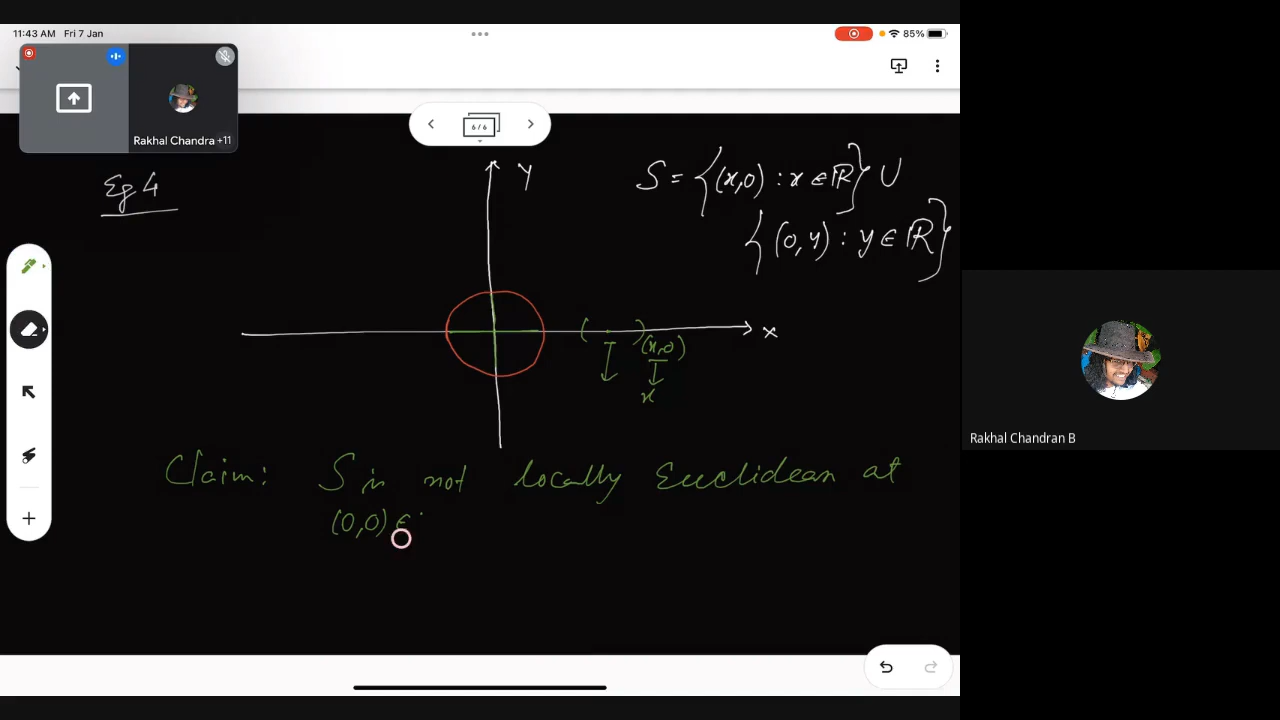 11:43 AM Fri 7 Jan
85%
Rakhal Chandra +11
6/6
Eg 4
Y
S = {(x,0) : x ∈ ℝ} ∪
{(0,y) : y ∈ ℝ}
x
( )
(x,0)
x
Claim: S is not locally Euclidean at
(0,0) ∈
Rakhal Chandran B